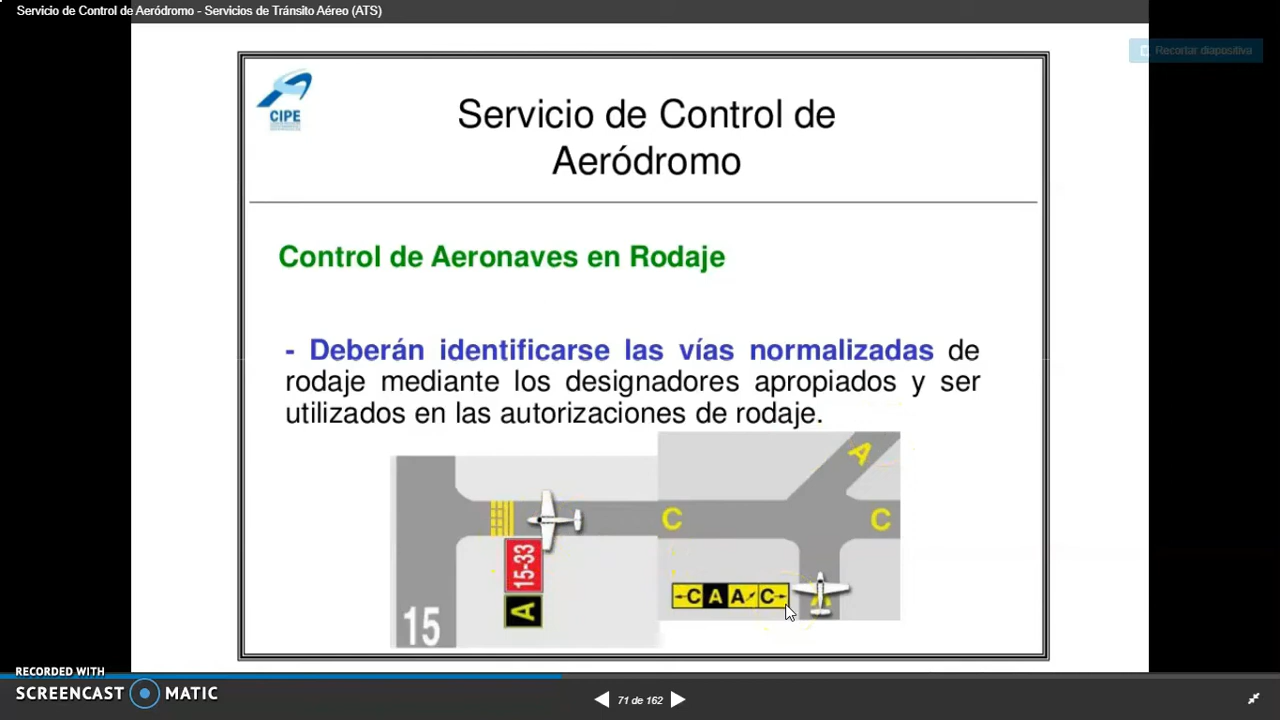 Servicio de Control de Aeródromo - Servicios de Tránsito Aéreo (ATS)
Recortar diapositiva
CIPE
Servicio de Control de
Aeródromo
Control de Aeronaves en Rodaje
- Deberán identificarse las vías normalizadas de
rodaje mediante los designadores apropiados y ser
utilizados en las autorizaciones de rodaje.
A
C
C
15-33
A
←C A A↗ C→
15
A
RECORDED WITH
SCREENCAST MATIC
71 de 162